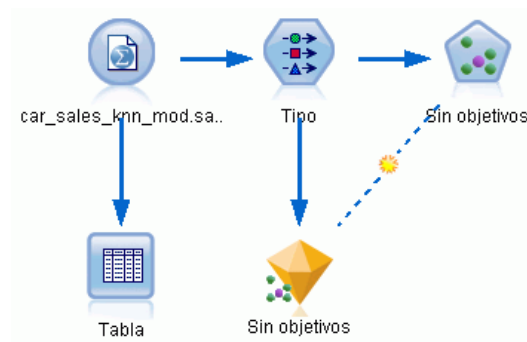 car_sales_knn_mod.sa..
Tipo
Sin objetivos
Tabla
Sin objetivos